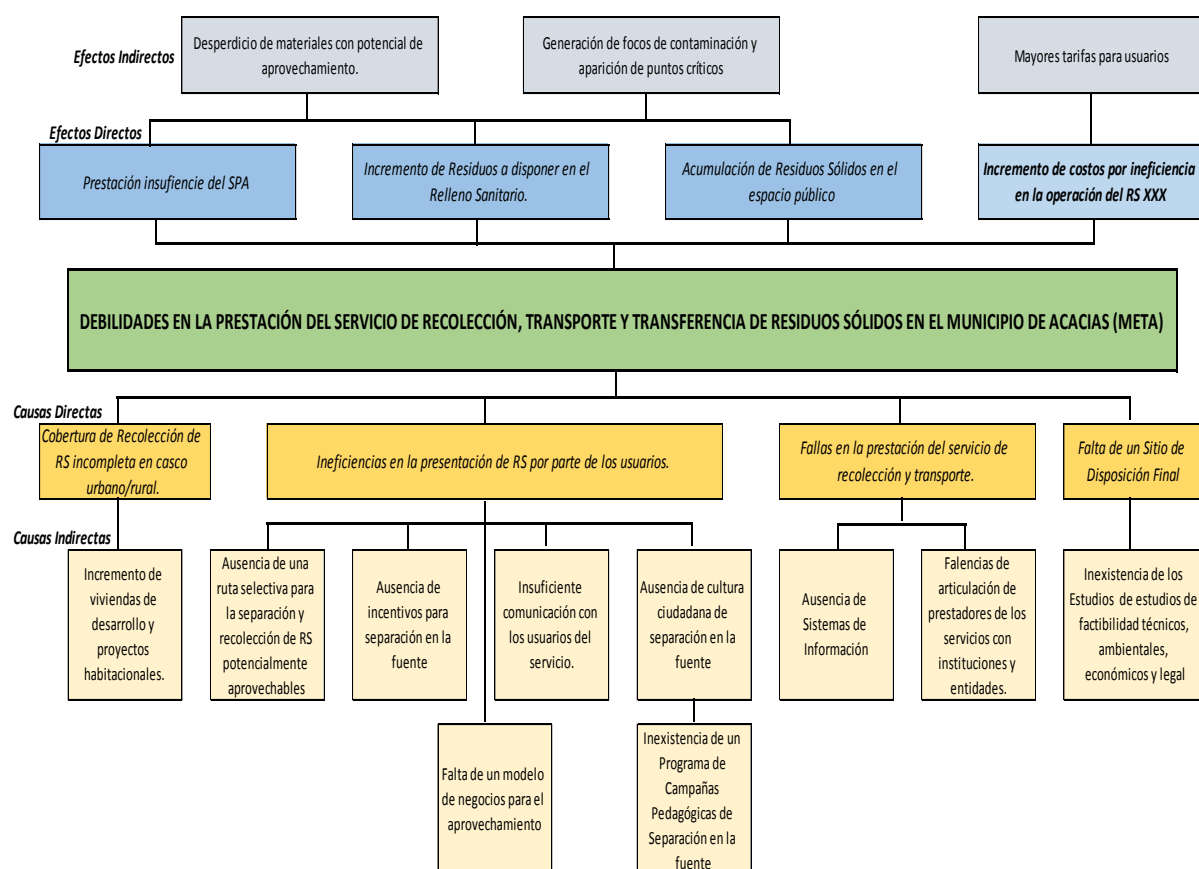 Efectos Indirectos
Desperdicio de materiales con potencial de
aprovechamiento.
Generación de focos de contaminación y
aparición de puntos críticos
Mayores tarifas para usuarios
Efectos Directos
Prestación insufiencie del SPA
Incremento de Residuos a disponer en el
Relleno Sanitario.
Acumulación de Residuos Sólidos en el
espacio público
Incremento de costos por ineficiencia
en la operación del RS XXX
DEBILIDADES EN LA PRESTACIÓN DEL SERVICIO DE RECOLECCIÓN, TRANSPORTE Y TRANSFERENCIA DE RESIDUOS SÓLIDOS EN EL MUNICIPIO DE ACACIAS (META)
Causas Directas
Cobertura de Recolección de
RS incompleta en casco
urbano/rural.
Ineficiencias en la presentación de RS por parte de los usuarios.
Fallas en la prestación del servicio de
recolección y transporte.
Falta de un Sitio de
Disposición Final
Causas Indirectas
Incremento de
viviendas de
desarrollo y
proyectos
habitacionales.
Ausencia de una
ruta selectiva para
la separación y
recolección de RS
potencialmente
aprovechables
Ausencia de
incentivos para
separación en la
fuente
Insuficiente
comunicación con
los usuarios del
servicio.
Ausencia de cultura
ciudadana de
separación en la
fuente
Ausencia de
Sistemas de
Información
Falencias de
articulación de
prestadores de los
servicios con
instituciones y
entidades.
Inexistencia de los
Estudios de estudios de
factibilidad técnicos,
ambientales,
económicos y legal
Falta de un modelo
de negocios para el
aprovechamiento
Inexistencia de un
Programa de
Campañas
Pedagógicas de
Separación en la
fuente